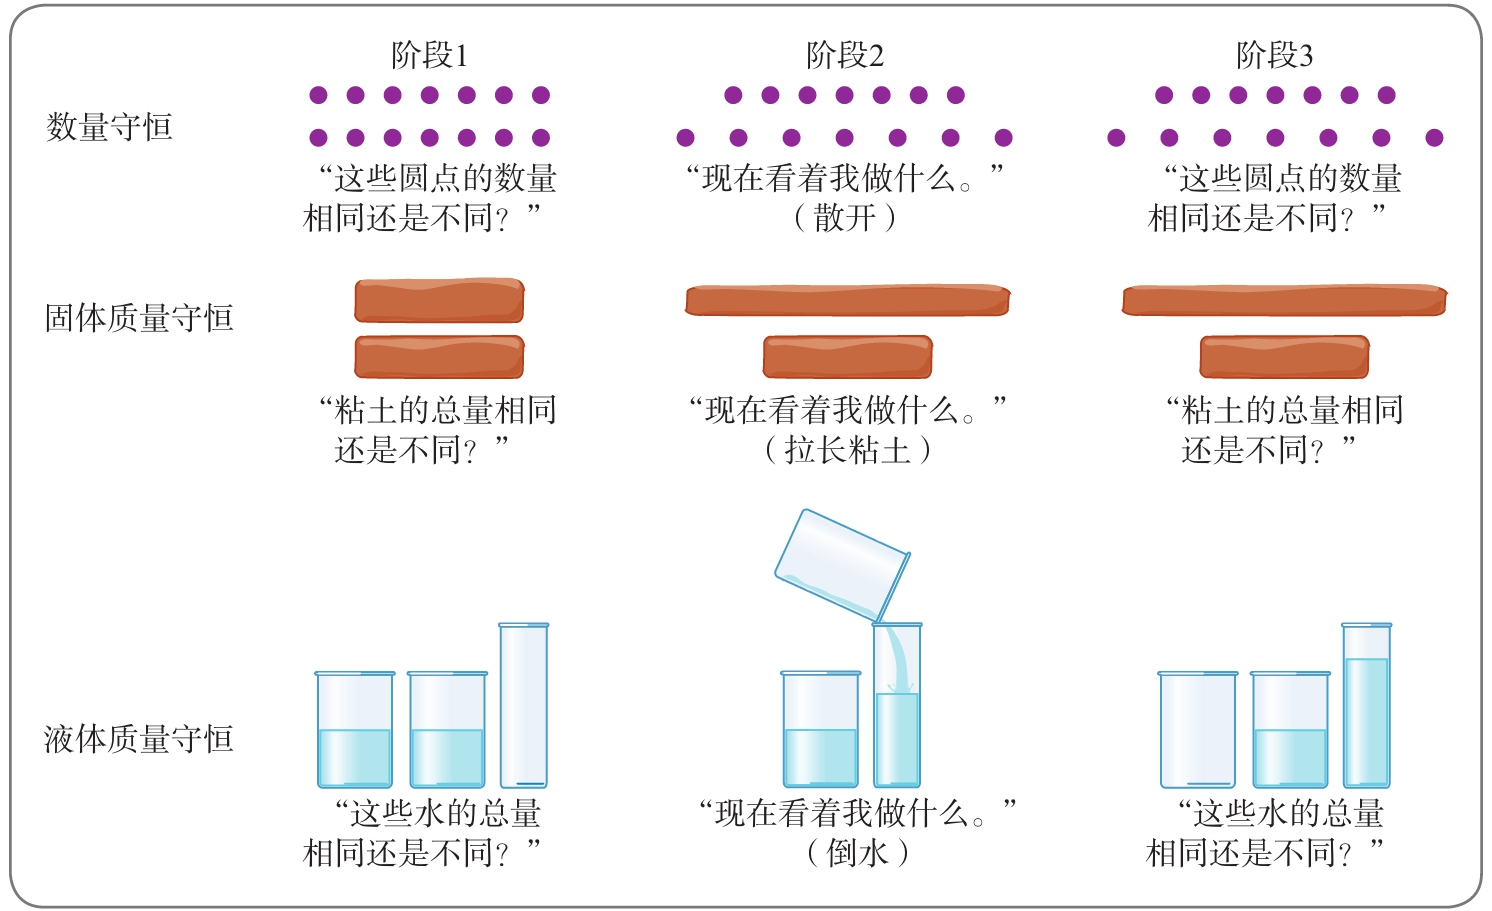 阶段1
阶段2
阶段3
数量守恒
“这些圆点的数量
相同还是不同？”
“现在看着我做什么。”
（散开）
“这些圆点的数量
相同还是不同？”
固体质量守恒
“粘土的总量相同
还是不同？”
“现在看着我做什么。”
（拉长粘土）
“粘土的总量相同
还是不同？”
液体质量守恒
“这些水的总量
相同还是不同？”
“现在看着我做什么。”
（倒水）
“这些水的总量
相同还是不同？”